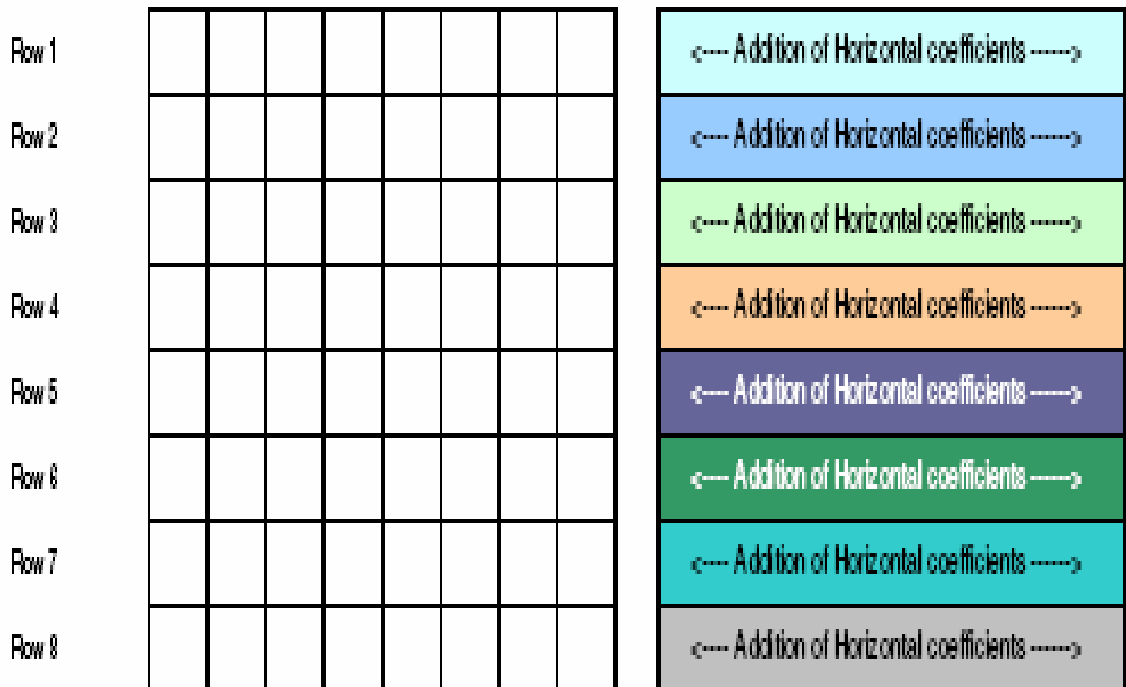 Row 1 <---- Addition of Horizontal coefficients ------>
Row 2 <---- Addition of Horizontal coefficients ------>
Row 3 <---- Addition of Horizontal coefficients ------>
Row 4 <---- Addition of Horizontal coefficients ------>
Row 5 <---- Addition of Horizontal coefficients ------>
Row 6 <---- Addition of Horizontal coefficients ------>
Row 7 <---- Addition of Horizontal coefficients ------>
Row 8 <---- Addition of Horizontal coefficients ------>